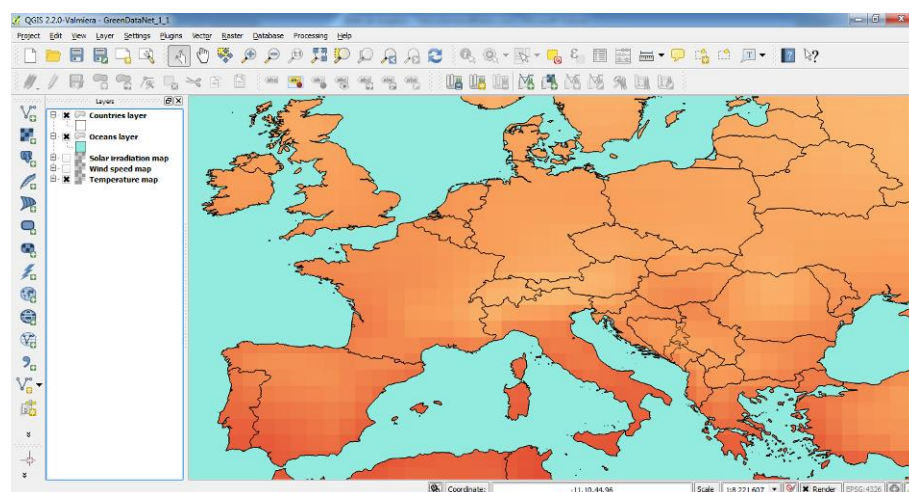 QGIS 2.2.0-Valmiera - GreenDataNet_1_1
Project Edit View Layer Settings Plugins Vector Raster Database Processing Help
Layers
Countries layer
Oceans layer
Solar irradiation map
Wind speed map
Temperature map
Coordinate: -11.10,44.96 Scale 1:8 221 607 Render EPSG:4326